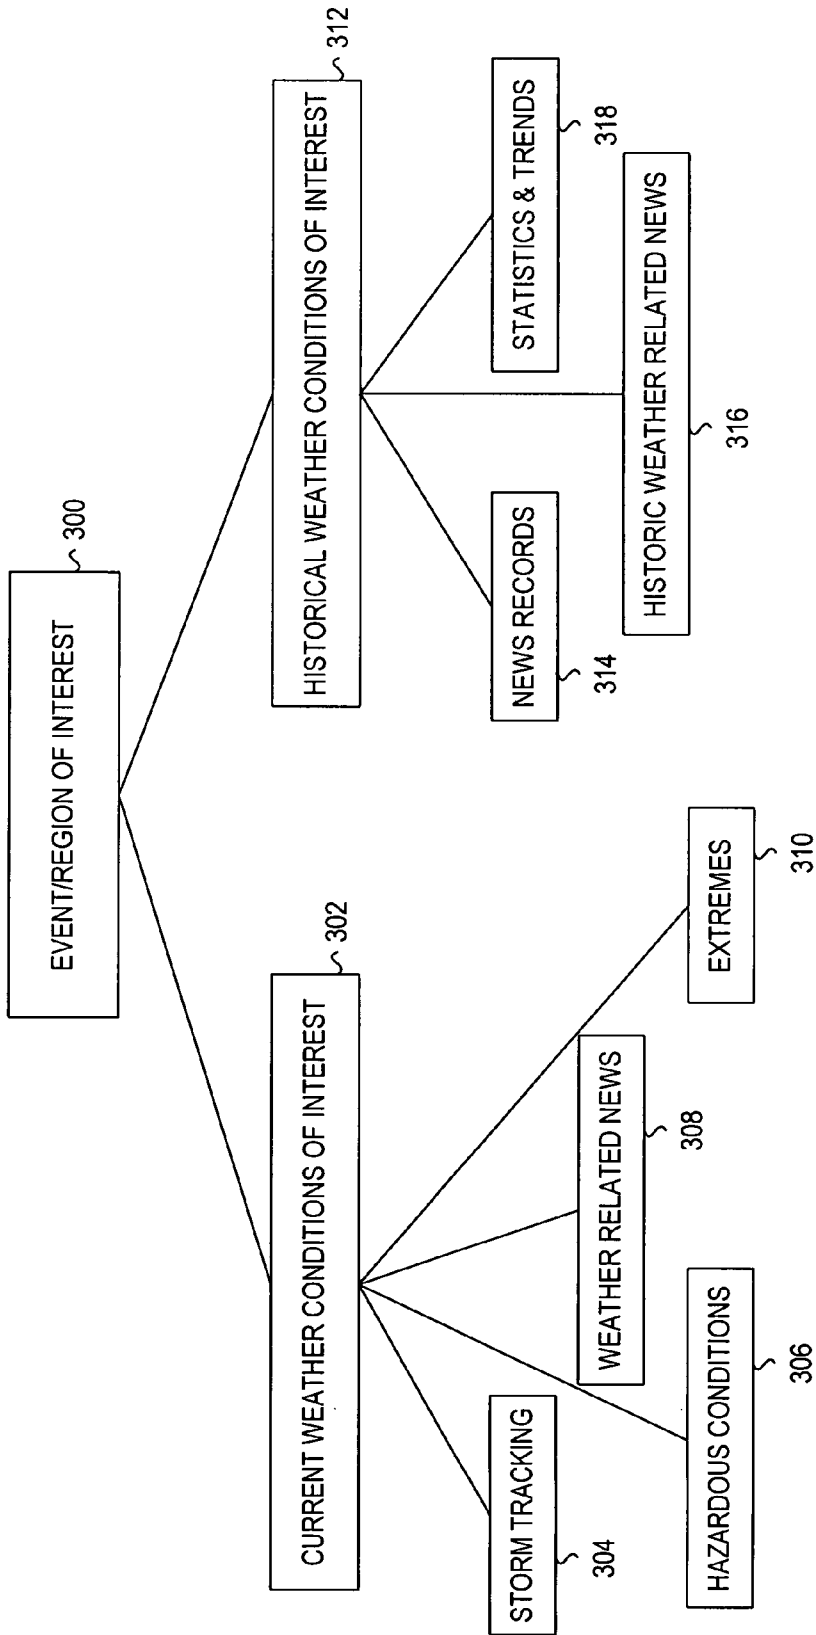 EVENT/REGION OF INTEREST
300
CURRENT WEATHER CONDITIONS OF INTEREST
302
STORM TRACKING
304
HAZARDOUS CONDITIONS
306
WEATHER RELATED NEWS
308
EXTREMES
310
HISTORICAL WEATHER CONDITIONS OF INTEREST
312
NEWS RECORDS
314
HISTORIC WEATHER RELATED NEWS
316
STATISTICS & TRENDS
318